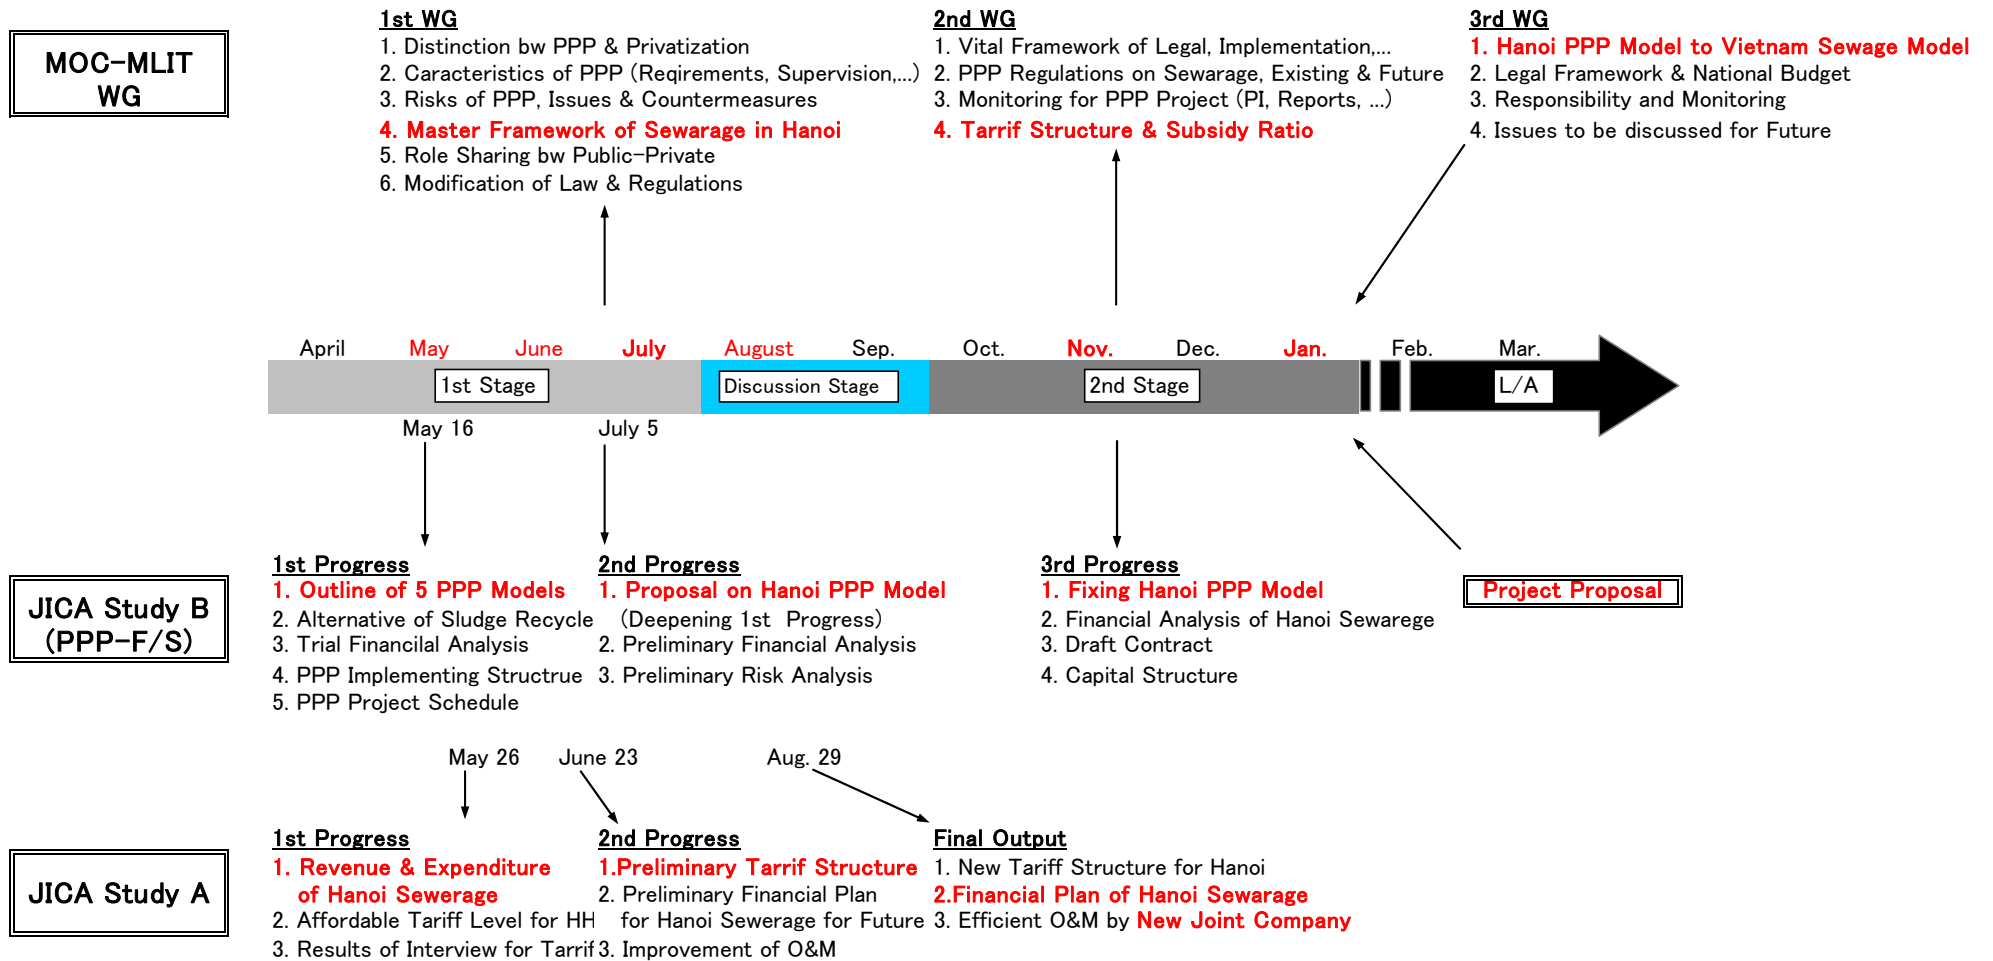 MOC-MLIT
WG
1st WG
1. Distinction bw PPP & Privatization
2. Caracteristics of PPP (Reqirements, Supervision,...)
3. Risks of PPP, Issues & Countermeasures
4. Master Framework of Sewarage in Hanoi
5. Role Sharing bw Public-Private
6. Modification of Law & Regulations
2nd WG
1. Vital Framework of Legal, Implementation,...
2. PPP Regulations on Sewarage, Existing & Future
3. Monitoring for PPP Project (PI, Reports, ...)
4. Tarrif Structure & Subsidy Ratio
3rd WG
1. Hanoi PPP Model to Vietnam Sewage Model
2. Legal Framework & National Budget
3. Responsibility and Monitoring
4. Issues to be discussed for Future
April May June July August Sep. Oct. Nov. Dec. Jan. Feb. Mar.
1st Stage Discussion Stage 2nd Stage L/A
May 16 July 5
JICA Study B
(PPP-F/S)
1st Progress
1. Outline of 5 PPP Models
2. Alternative of Sludge Recycle
3. Trial Financilal Analysis
4. PPP Implementing Structrue
5. PPP Project Schedule
2nd Progress
1. Proposal on Hanoi PPP Model
(Deepening 1st Progress)
2. Preliminary Financial Analysis
3. Preliminary Risk Analysis
3rd Progress
1. Fixing Hanoi PPP Model
2. Financial Analysis of Hanoi Sewarege
3. Draft Contract
4. Capital Structure
Project Proposal
May 26 June 23 Aug. 29
JICA Study A
1st Progress
1. Revenue & Expenditure
of Hanoi Sewerage
2. Affordable Tariff Level for HH
3. Results of Interview for Tarrif
2nd Progress
1.Preliminary Tarrif Structure
2. Preliminary Financial Plan
for Hanoi Sewerage for Future
3. Improvement of O&M
Final Output
1. New Tariff Structure for Hanoi
2.Financial Plan of Hanoi Sewarage
3. Efficient O&M by New Joint Company